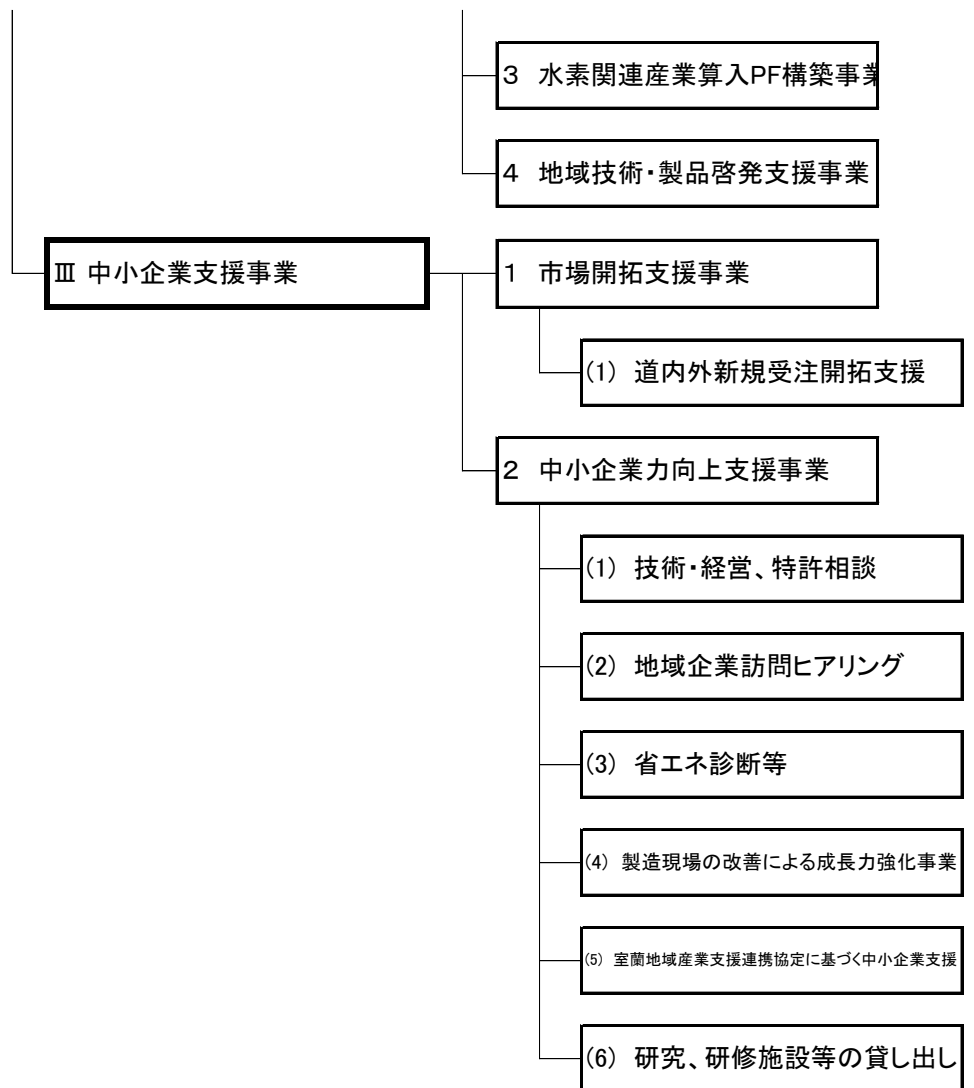 3 水素関連産業算入PF構築事業
4 地域技術・製品啓発支援事業
Ⅲ 中小企業支援事業
1 市場開拓支援事業
(1) 道内外新規受注開拓支援
2 中小企業力向上支援事業
(1) 技術・経営、特許相談
(2) 地域企業訪問ヒアリング
(3) 省エネ診断等
(4) 製造現場の改善による成長力強化事業
(5) 室蘭地域産業支援連携協定に基づく中小企業支援
(6) 研究、研修施設等の貸し出し